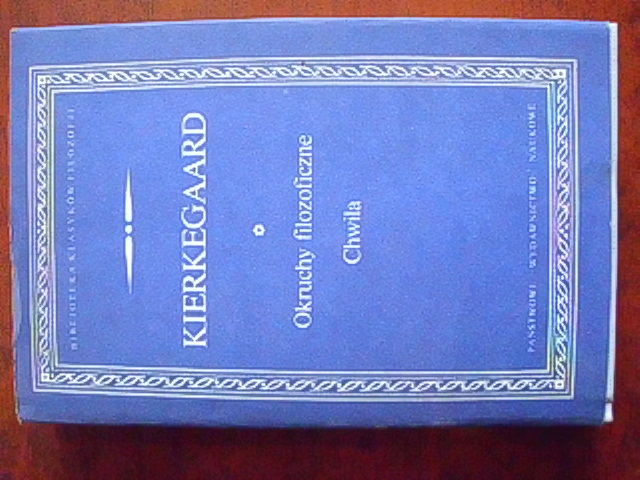 BIBLIOTEKA KLASYKÓW FILOZOFII
KIERKEGAARD
Okruchy filozoficzne
Chwila
PAŃSTWOWE WYDAWNICTWO NAUKOWE